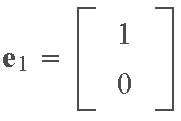 e₁ = [ 1
0 ]